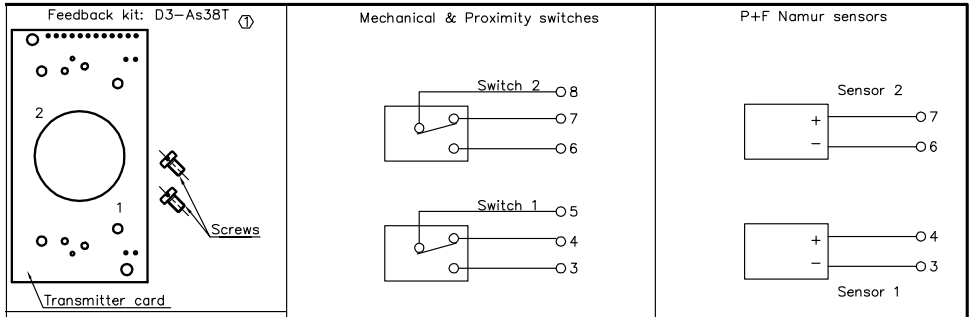 Feedback kit: D3-As38T
1
2
1
Screws
Transmitter card
Mechanical & Proximity switches
Switch 2
8
7
6
Switch 1
5
4
3
P+F Namur sensors
Sensor 2
+
7
−
6
+
4
−
3
Sensor 1